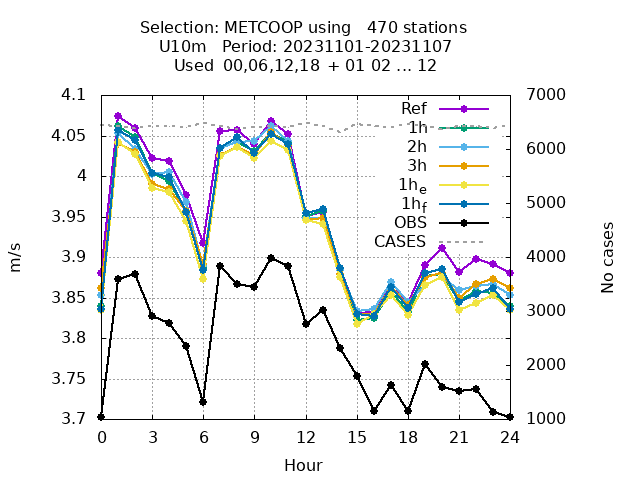 Selection: METCOOP using   470 stations
U10m   Period: 20231101-20231107
Used  00,06,12,18 + 01 02 ... 12
4.1
4.05
4
3.95
3.9
3.85
3.8
3.75
3.7
7000
6000
5000
4000
3000
2000
1000
Ref
1h
2h
3h
1he
1hf
OBS
CASES
m/s
No cases
0 3 6 9 12 15 18 21 24
Hour